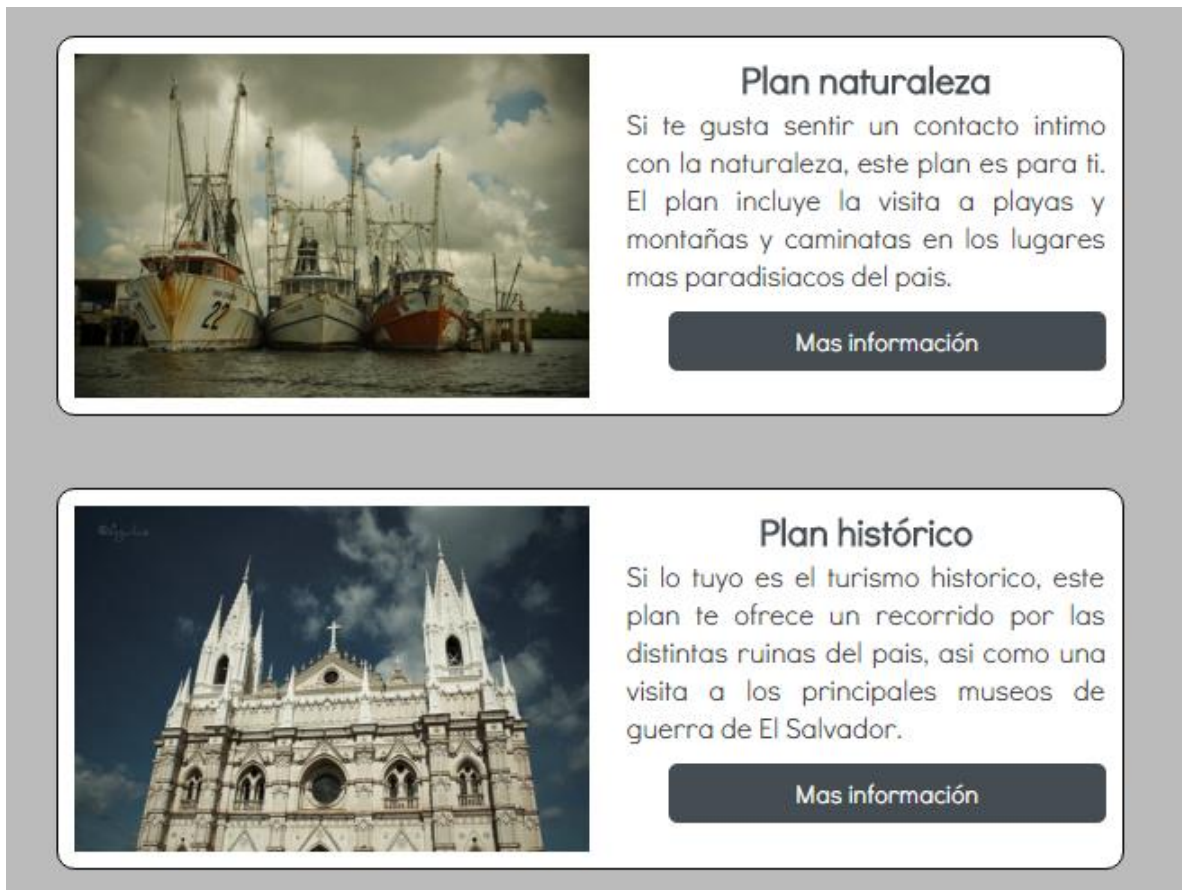 Plan naturaleza
Si te gusta sentir un contacto intimo
con la naturaleza, este plan es para ti.
El plan incluye la visita a playas y
montañas y caminatas en los lugares
mas paradisiacos del pais.
Mas información
22
Plan histórico
Si lo tuyo es el turismo historico, este
plan te ofrece un recorrido por las
distintas ruinas del pais, asi como una
visita a los principales museos de
guerra de El Salvador.
Mas información